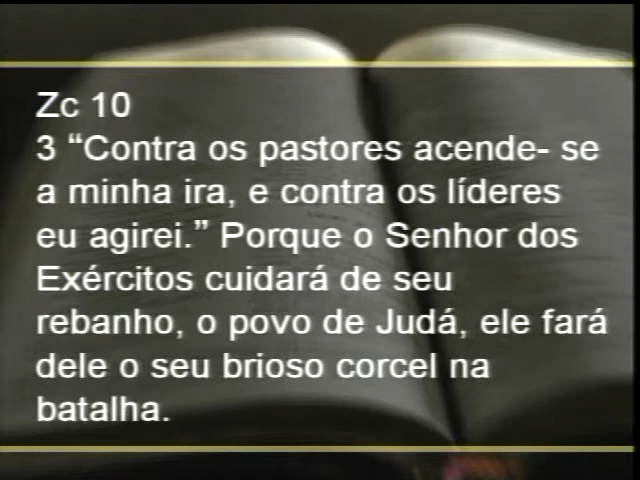 Zc 10
3 “Contra os pastores acende- se
a minha ira, e contra os líderes
eu agirei.” Porque o Senhor dos
Exércitos cuidará de seu
rebanho, o povo de Judá, ele fará
dele o seu brioso corcel na
batalha.